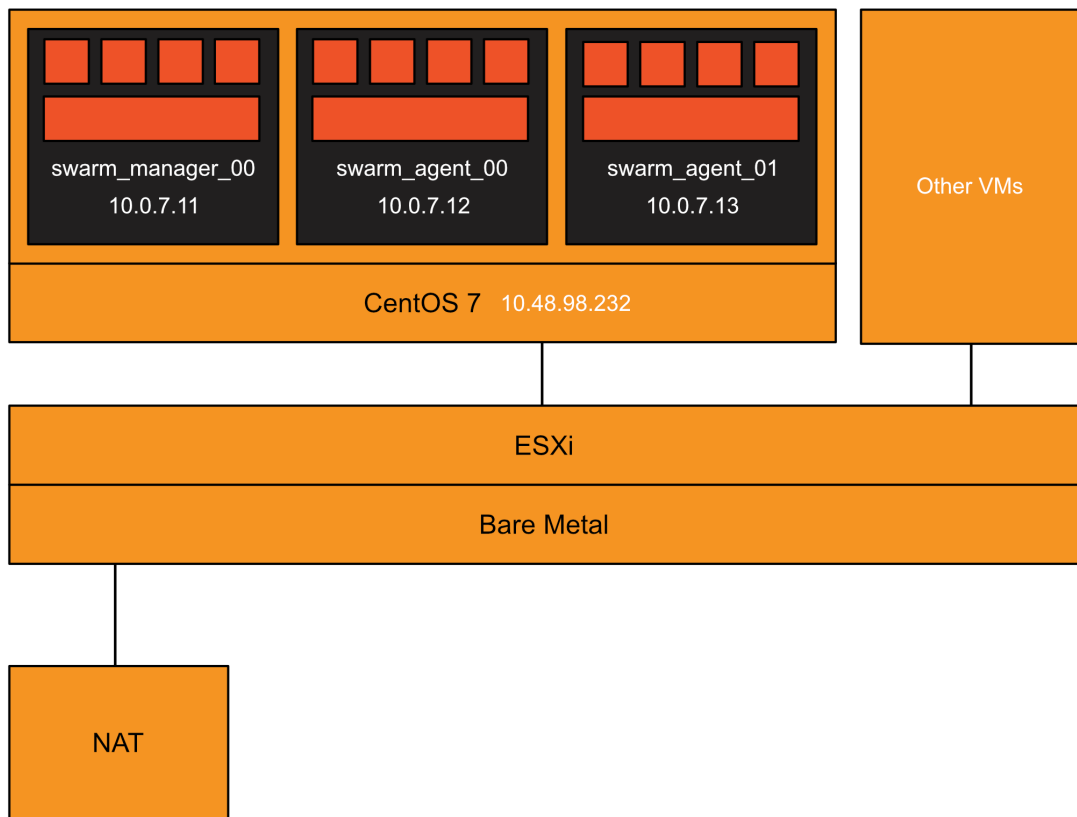 swarm_manager_00
10.0.7.11
swarm_agent_00
10.0.7.12
swarm_agent_01
10.0.7.13
Other VMs
CentOS 7 10.48.98.232
ESXi
Bare Metal
NAT